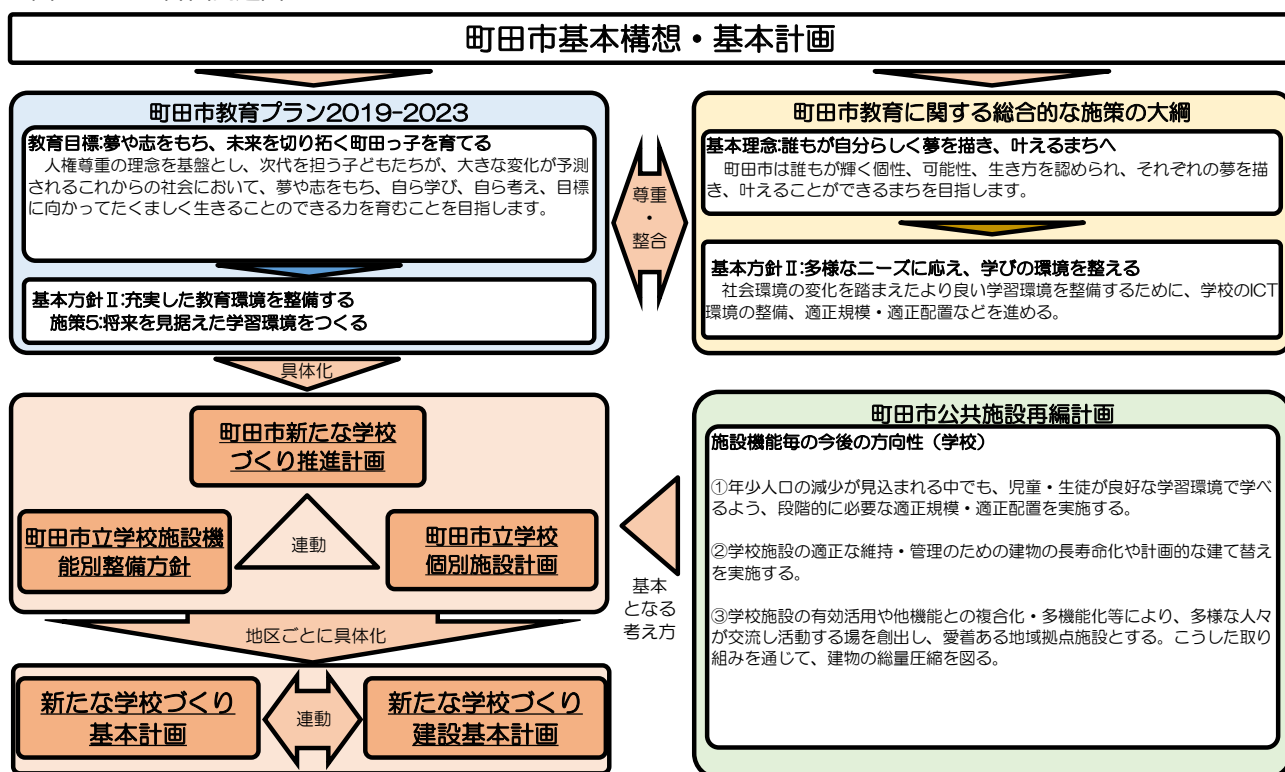 町田市基本構想・基本計画
町田市教育プラン2019-2023
教育目標:夢や志をもち、未来を切り拓く町田っ子を育てる
人権尊重の理念を基盤とし、次代を担う子どもたちが、大きな変化が予測
されるこれからの社会において、夢や志をもち、自ら学び、自ら考え、目標
に向かってたくましく生きることのできる力を育むことを目指します。
基本方針Ⅱ:充実した教育環境を整備する
施策5:将来を見据えた学習環境をつくる
尊重
・
整合
町田市教育に関する総合的な施策の大綱
基本理念:誰もが自分らしく夢を描き、叶えるまちへ
町田市は誰もが輝く個性、可能性、生き方を認められ、それぞれの夢を描
き、叶えることができるまちを目指します。
基本方針Ⅱ:多様なニーズに応え、学びの環境を整える
社会環境の変化を踏まえたより良い学習環境を整備するために、学校のICT
環境の整備、適正規模・適正配置などを進める。
具体化
町田市新たな学校
づくり推進計画
町田市立学校施設機
能別整備方針
連動
町田市立学校
個別施設計画
基本
となる
考え方
町田市公共施設再編計画
施設機能毎の今後の方向性（学校）
①年少人口の減少が見込まれる中でも、児童・生徒が良好な学習環境で学べ
るよう、段階的に必要な適正規模・適正配置を実施する。
②学校施設の適正な維持・管理のための建物の長寿命化や計画的な建て替え
を実施する。
③学校施設の有効活用や他機能との複合化・多機能化等により、多様な人々
が交流し活動する場を創出し、愛着ある地域拠点施設とする。こうした取り
組みを通じて、建物の総量圧縮を図る。
地区ごとに具体化
新たな学校づくり
基本計画
連動
新たな学校づくり
建設基本計画